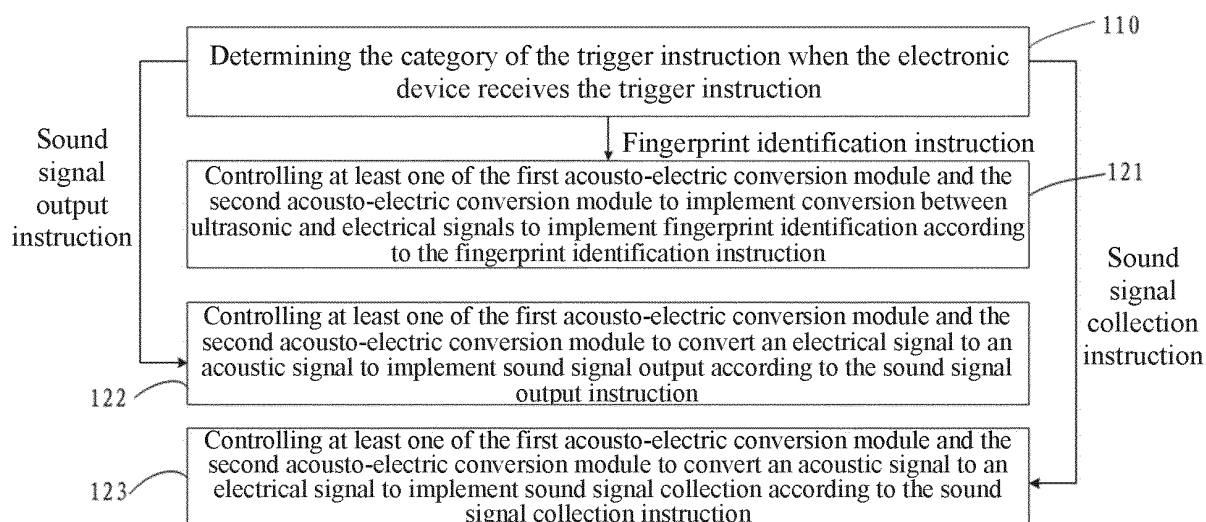 110
Determining the category of the trigger instruction when the electronic
device receives the trigger instruction
Sound
signal
output
instruction
Fingerprint identification instruction
121
Controlling at least one of the first acousto-electric conversion module and the
second acousto-electric conversion module to implement conversion between
ultrasonic and electrical signals to implement fingerprint identification according
to the fingerprint identification instruction
Sound
signal
collection
instruction
Controlling at least one of the first acousto-electric conversion module and the
second acousto-electric conversion module to convert an electrical signal to an
acoustic signal to implement sound signal output according to the sound signal
output instruction
122
Controlling at least one of the first acousto-electric conversion module and the
second acousto-electric conversion module to convert an acoustic signal to an
electrical signal to implement sound signal collection according to the sound
signal collection instruction
123